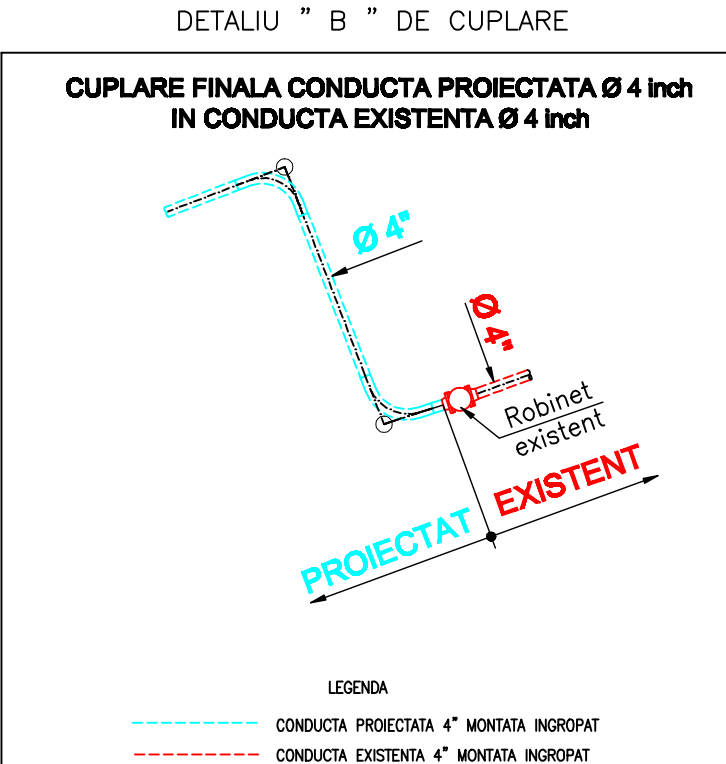 DETALIU ” B ” DE CUPLARE
CUPLARE FINALA CONDUCTA PROIECTATA Ø 4 inch
IN CONDUCTA EXISTENTA Ø 4 inch
Ø 4"
Ø 4"
Robinet
existent
PROIECTAT
EXISTENT
LEGENDA
CONDUCTA PROIECTATA 4” MONTATA INGROPAT
CONDUCTA EXISTENTA 4” MONTATA INGROPAT